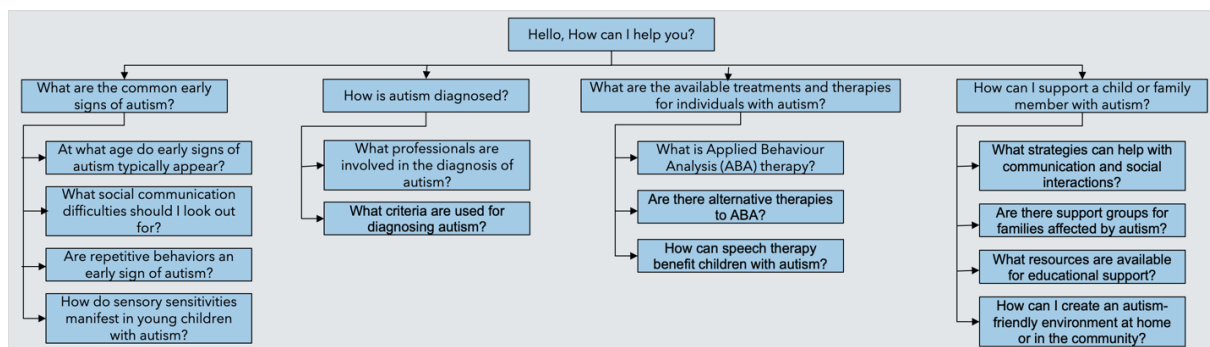 Hello, How can I help you?
What are the common early
signs of autism?
At what age do early signs of
autism typically appear?
What social communication
difficulties should I look out
for?
Are repetitive behaviors an
early sign of autism?
How do sensory sensitivities
manifest in young children
with autism?
How is autism diagnosed?
What professionals are
involved in the diagnosis of
autism?
What criteria are used for
diagnosing autism?
What are the available treatments and therapies
for individuals with autism?
What is Applied Behaviour
Analysis (ABA) therapy?
Are there alternative therapies
to ABA?
How can speech therapy
benefit children with autism?
How can I support a child or family
member with autism?
What strategies can help with
communication and social
interactions?
Are there support groups for
families affected by autism?
What resources are available
for educational support?
How can I create an autism-
friendly environment at home
or in the community?